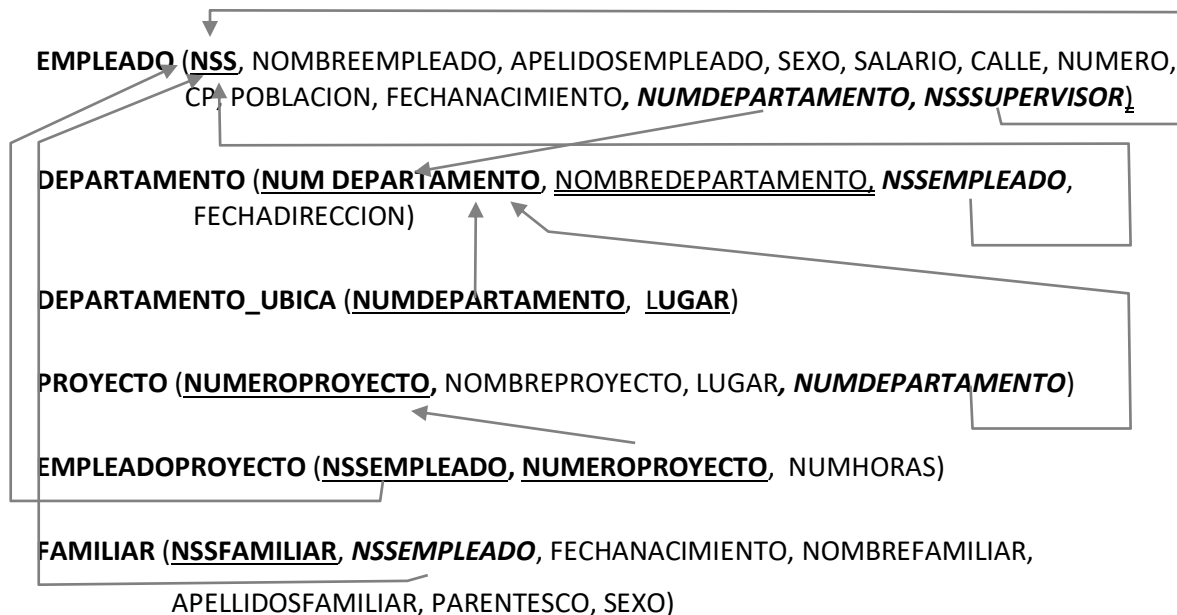 EMPLEADO (NSS, NOMBREEMPLEADO, APELIDOSEMPLEADO, SEXO, SALARIO, CALLE, NUMERO,
CP, POBLACION, FECHANACIMIENTO, NUMDEPARTAMENTO, NSSSUPERVISOR)
DEPARTAMENTO (NUM DEPARTAMENTO, NOMBREDEPARTAMENTO, NSSEMPLEADO,
FECHADIRECCION)
DEPARTAMENTO_UBICA (NUMDEPARTAMENTO, LUGAR)
PROYECTO (NUMEROPROYECTO, NOMBREPROYECTO, LUGAR, NUMDEPARTAMENTO)
EMPLEADOPROYECTO (NSSEMPLEADO, NUMEROPROYECTO, NUMHORAS)
FAMILIAR (NSSFAMILIAR, NSSEMPLEADO, FECHANACIMIENTO, NOMBREFAMILIAR,
APELLIDOSFAMILIAR, PARENTESCO, SEXO)